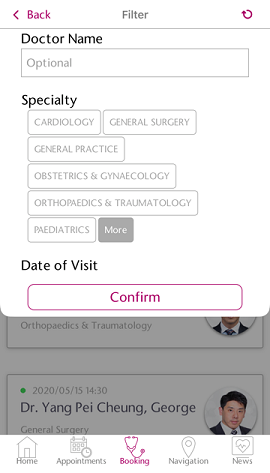 Back
Filter
Doctor Name
Optional
Specialty
CARDIOLOGY
GENERAL SURGERY
GENERAL PRACTICE
OBSTETRICS & GYNAECOLOGY
ORTHOPAEDICS & TRAUMATOLOGY
PAEDIATRICS
More
Date of Visit
Confirm
Orthopaedics & Traumatology
2020/05/15 14:30
Dr. Yang Pei Cheung, George
General Surgery
Home
Appointments
Booking
Navigation
News